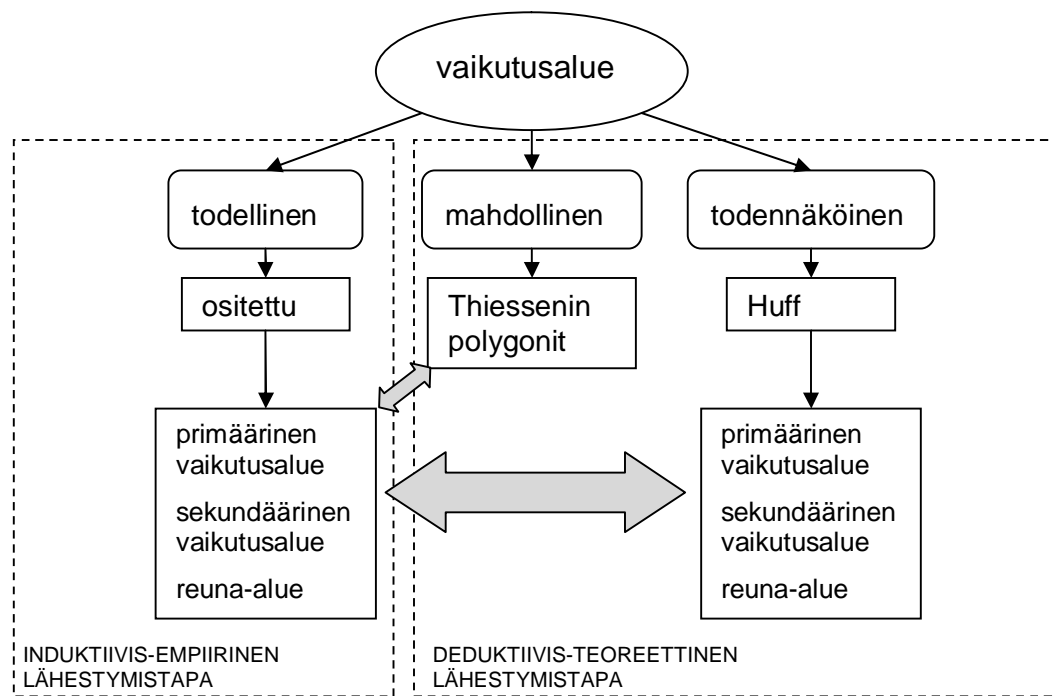 vaikutusalue
todellinen
mahdollinen
todennäköinen
ositettu
Thiessenin
polygonit
Huff
primäärinen
vaikutusalue
sekundäärinen
vaikutusalue
reuna-alue
primäärinen
vaikutusalue
sekundäärinen
vaikutusalue
reuna-alue
INDUKTIIVIS-EMPIIRINEN
LÄHESTYMISTAPA
DEDUKTIIVIS-TEOREETTINEN
LÄHESTYMISTAPA